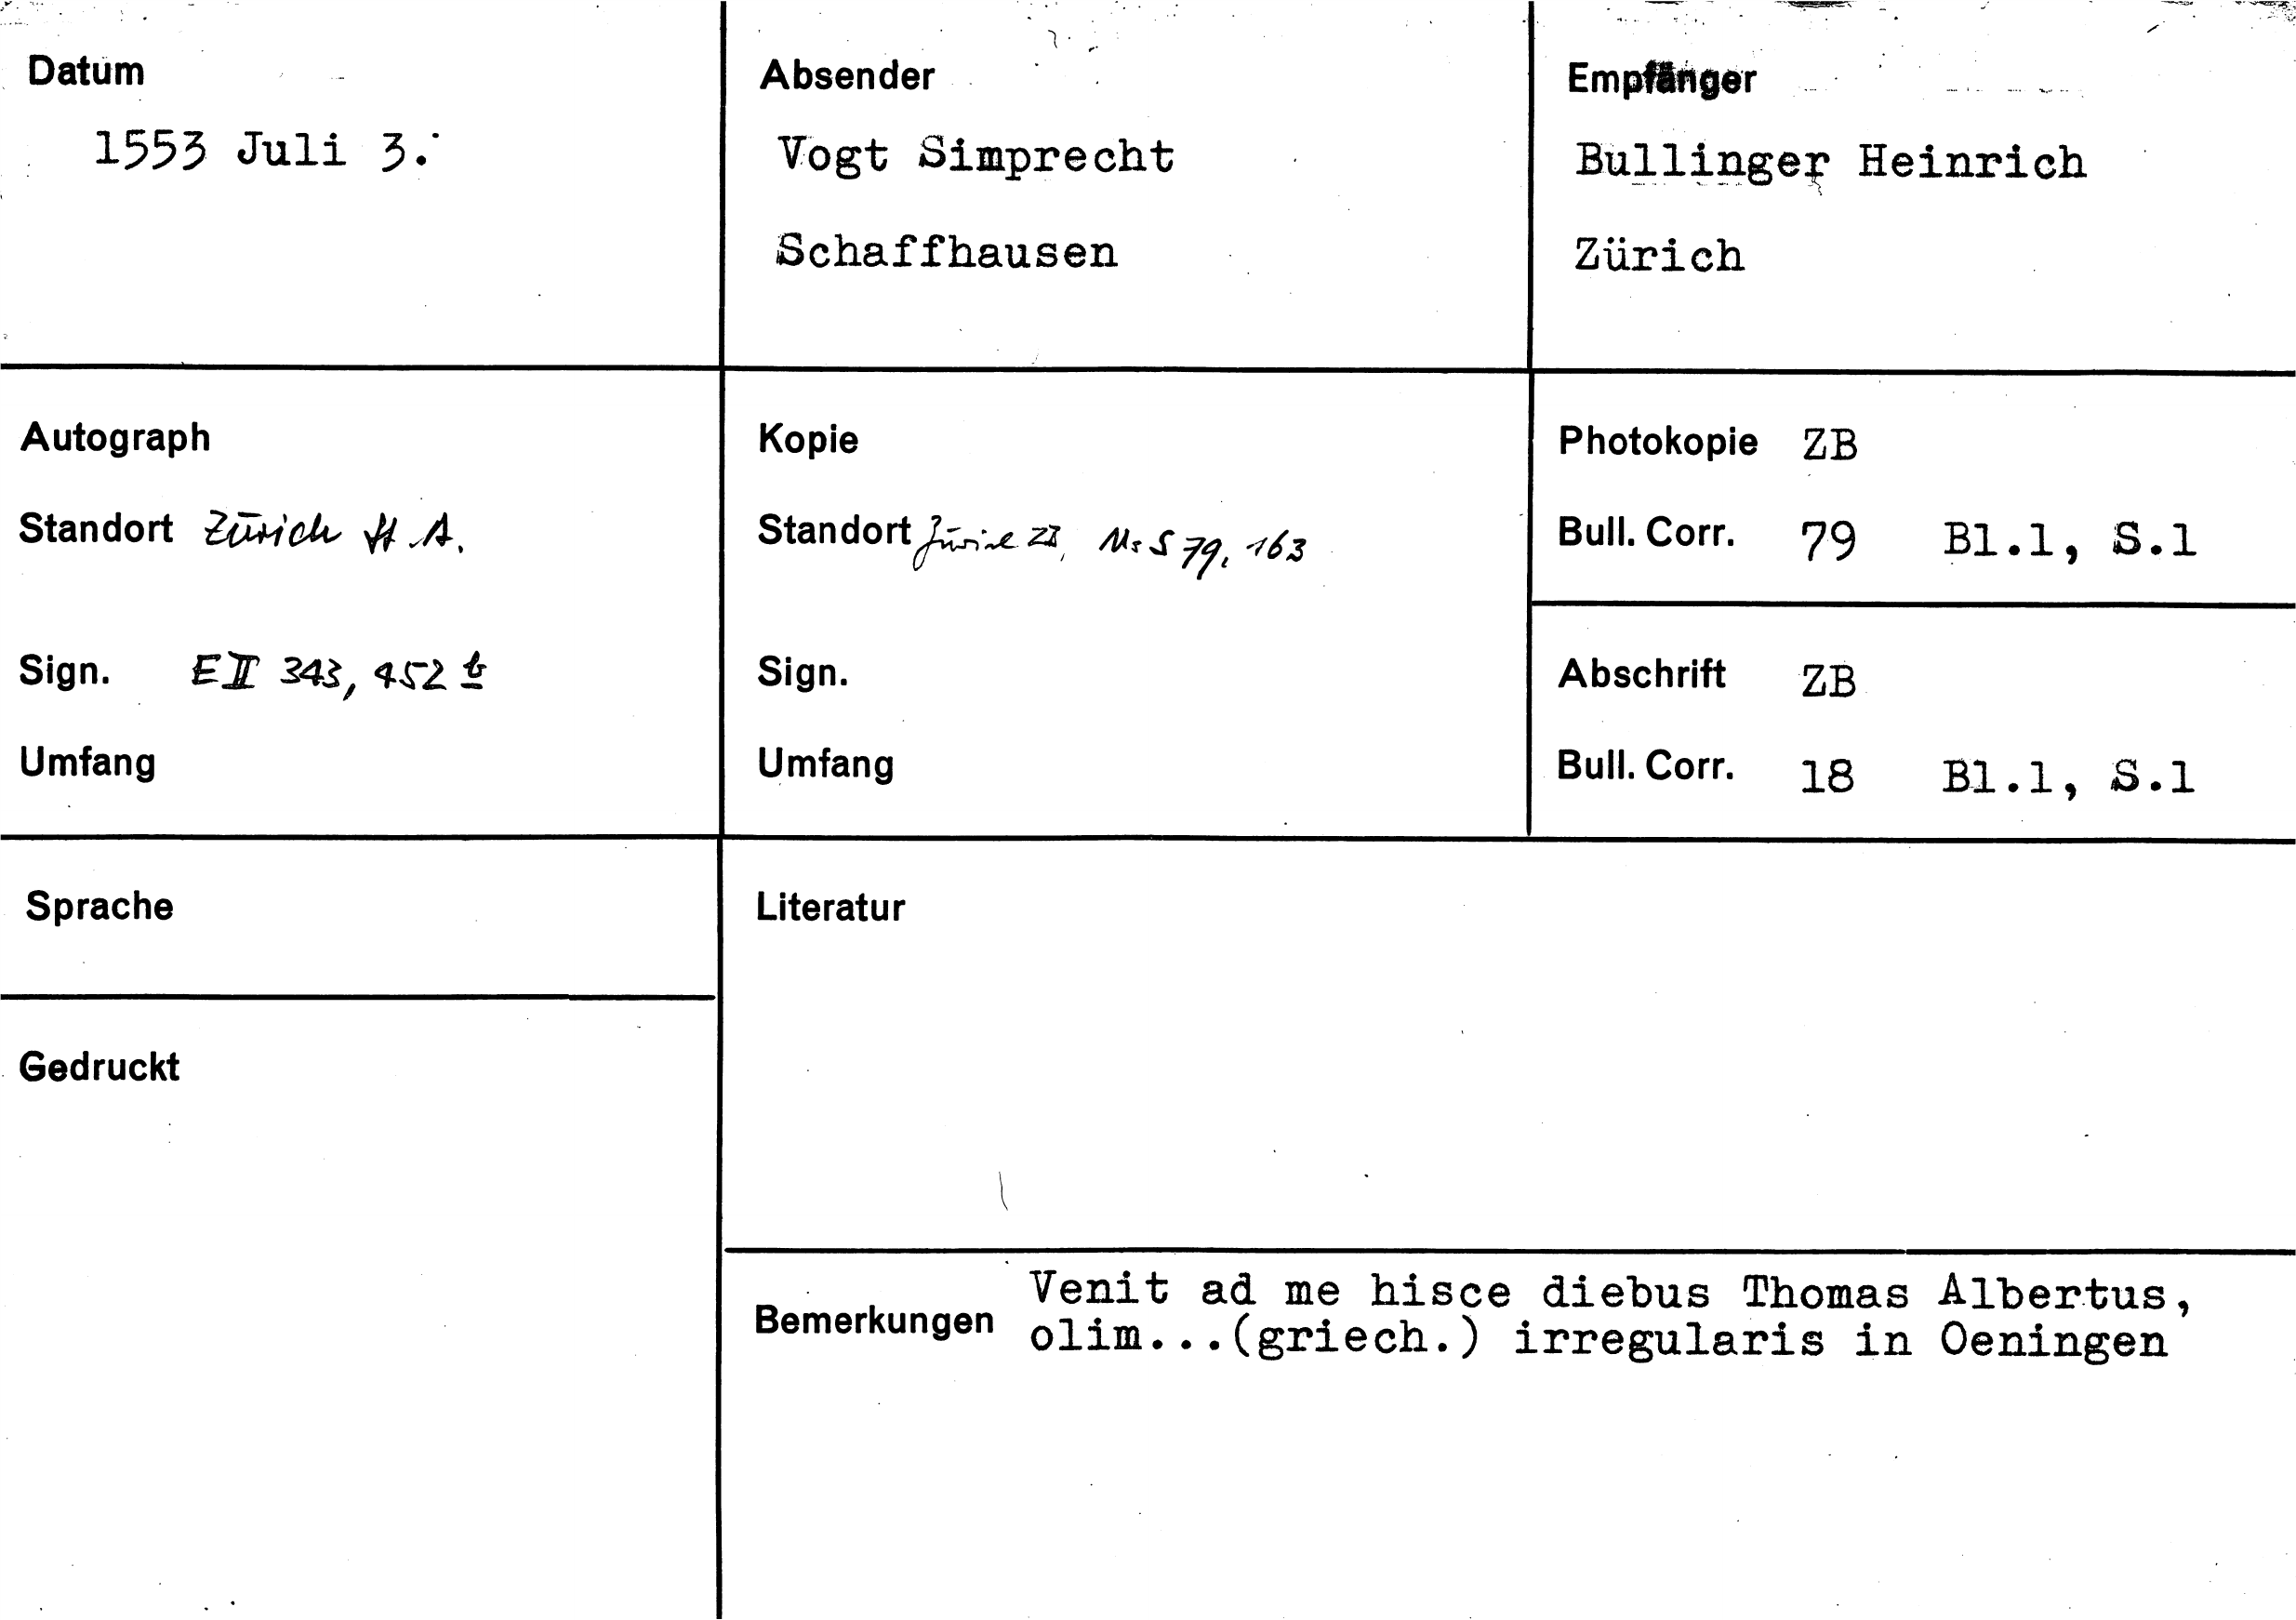 Datum
1553 Juli 3.
Absender
Vogt Simprecht
Schaffhausen
Empfänger
Bullinger Heinrich
Zürich
Autograph
Standort Zürich StA.
Sign. E II 343, 452 b
Umfang
Kopie
Standort Zürich ZB, Ms S 79, 163
Sign.
Umfang
Photokopie ZB
Bull. Corr. 79 Bl.1, S.1
Abschrift ZB
Bull. Corr. 18 Bl.1, S.1
Sprache
Gedruckt
Literatur
Bemerkungen
Venit ad me hisce diebus Thomas Albertus,
olim...(griech.) irregularis in Oeningen